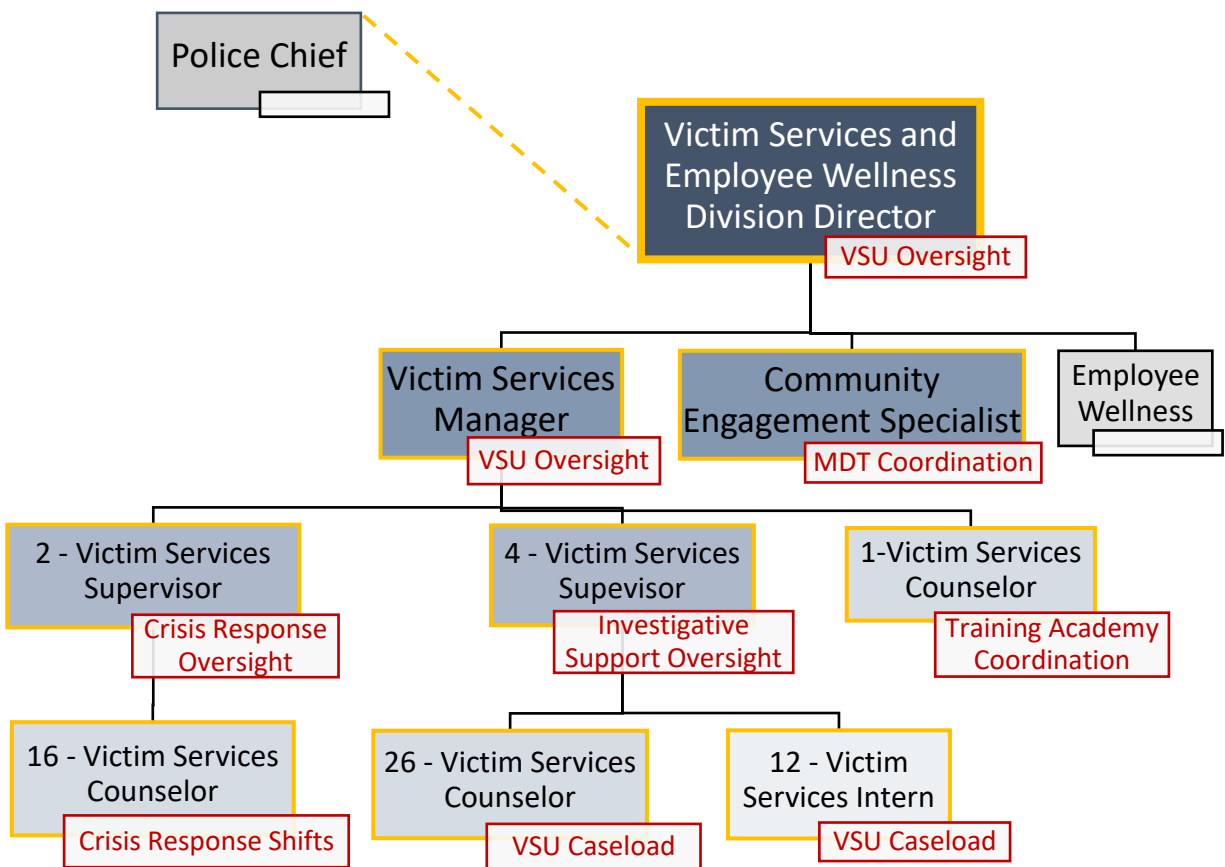 Police Chief
Victim Services and
Employee Wellness
Division Director
VSU Oversight
Victim Services
Manager
VSU Oversight
Community
Engagement Specialist
MDT Coordination
Employee
Wellness
2 - Victim Services
Supervisor
Crisis Response
Oversight
4 - Victim Services
Supevisor
Investigative
Support Oversight
1-Victim Services
Counselor
Training Academy
Coordination
16 - Victim Services
Counselor
Crisis Response Shifts
26 - Victim Services
Counselor
VSU Caseload
12 - Victim
Services Intern
VSU Caseload